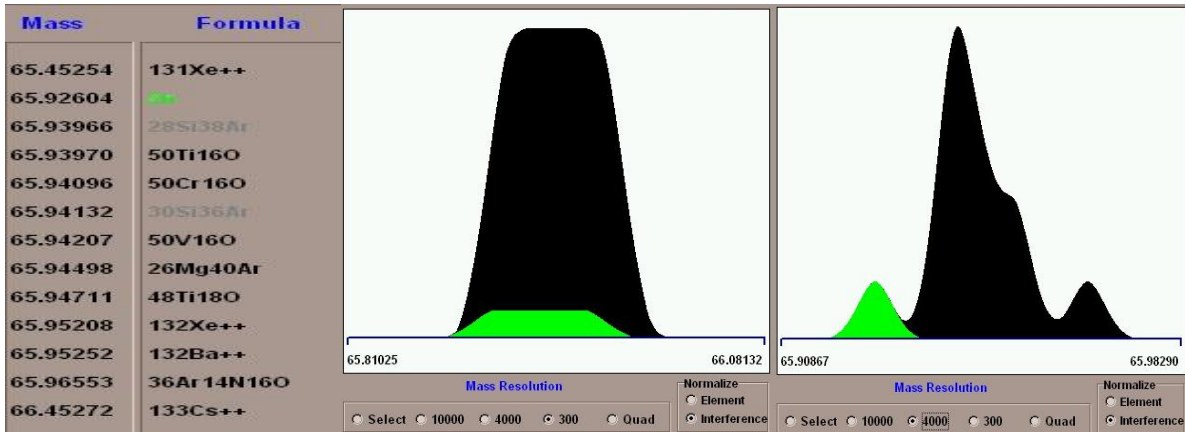 Mass Formula
65.45254 131Xe++
65.92604 Zn
65.93966 28Si38Ar
65.93970 50Ti16O
65.94096 50Cr16O
65.94132 30Si36Ar
65.94207 50V16O
65.94498 26Mg40Ar
65.94711 48Ti18O
65.95208 132Xe++
65.95252 132Ba++
65.96553 36Ar14N16O
66.45272 133Cs++
65.81025 66.08132
Mass Resolution
Select 10000 4000 300 Quad
Normalize
Element
Interference
65.90867 65.98290
Mass Resolution
Select 10000 4000 300 Quad
Normalize
Element
Interference